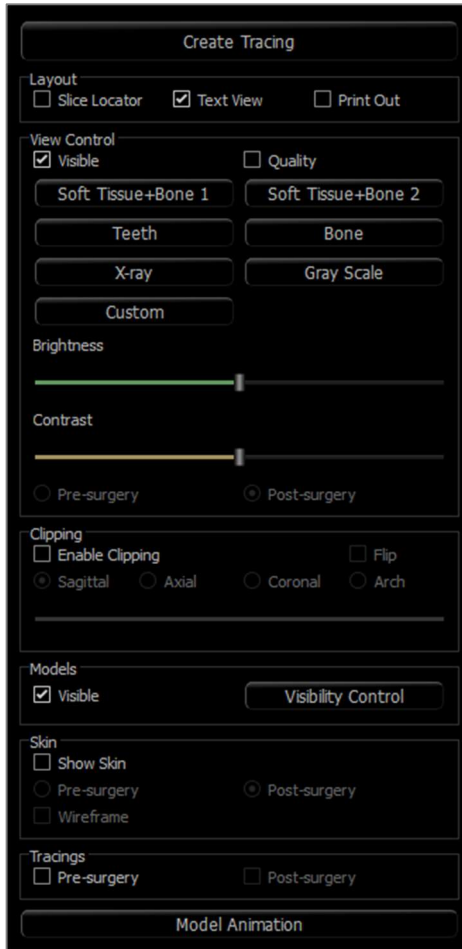 Create Tracing
Layout
Slice Locator Text View Print Out
View Control
Visible Quality
Soft Tissue+Bone 1 Soft Tissue+Bone 2
Teeth Bone
X-ray Gray Scale
Custom
Brightness
Contrast
Pre-surgery Post-surgery
Clipping
Enable Clipping Flip
Sagittal Axial Coronal Arch
Models
Visible Visibility Control
Skin
Show Skin
Pre-surgery Post-surgery
Wireframe
Tracings
Pre-surgery Post-surgery
Model Animation